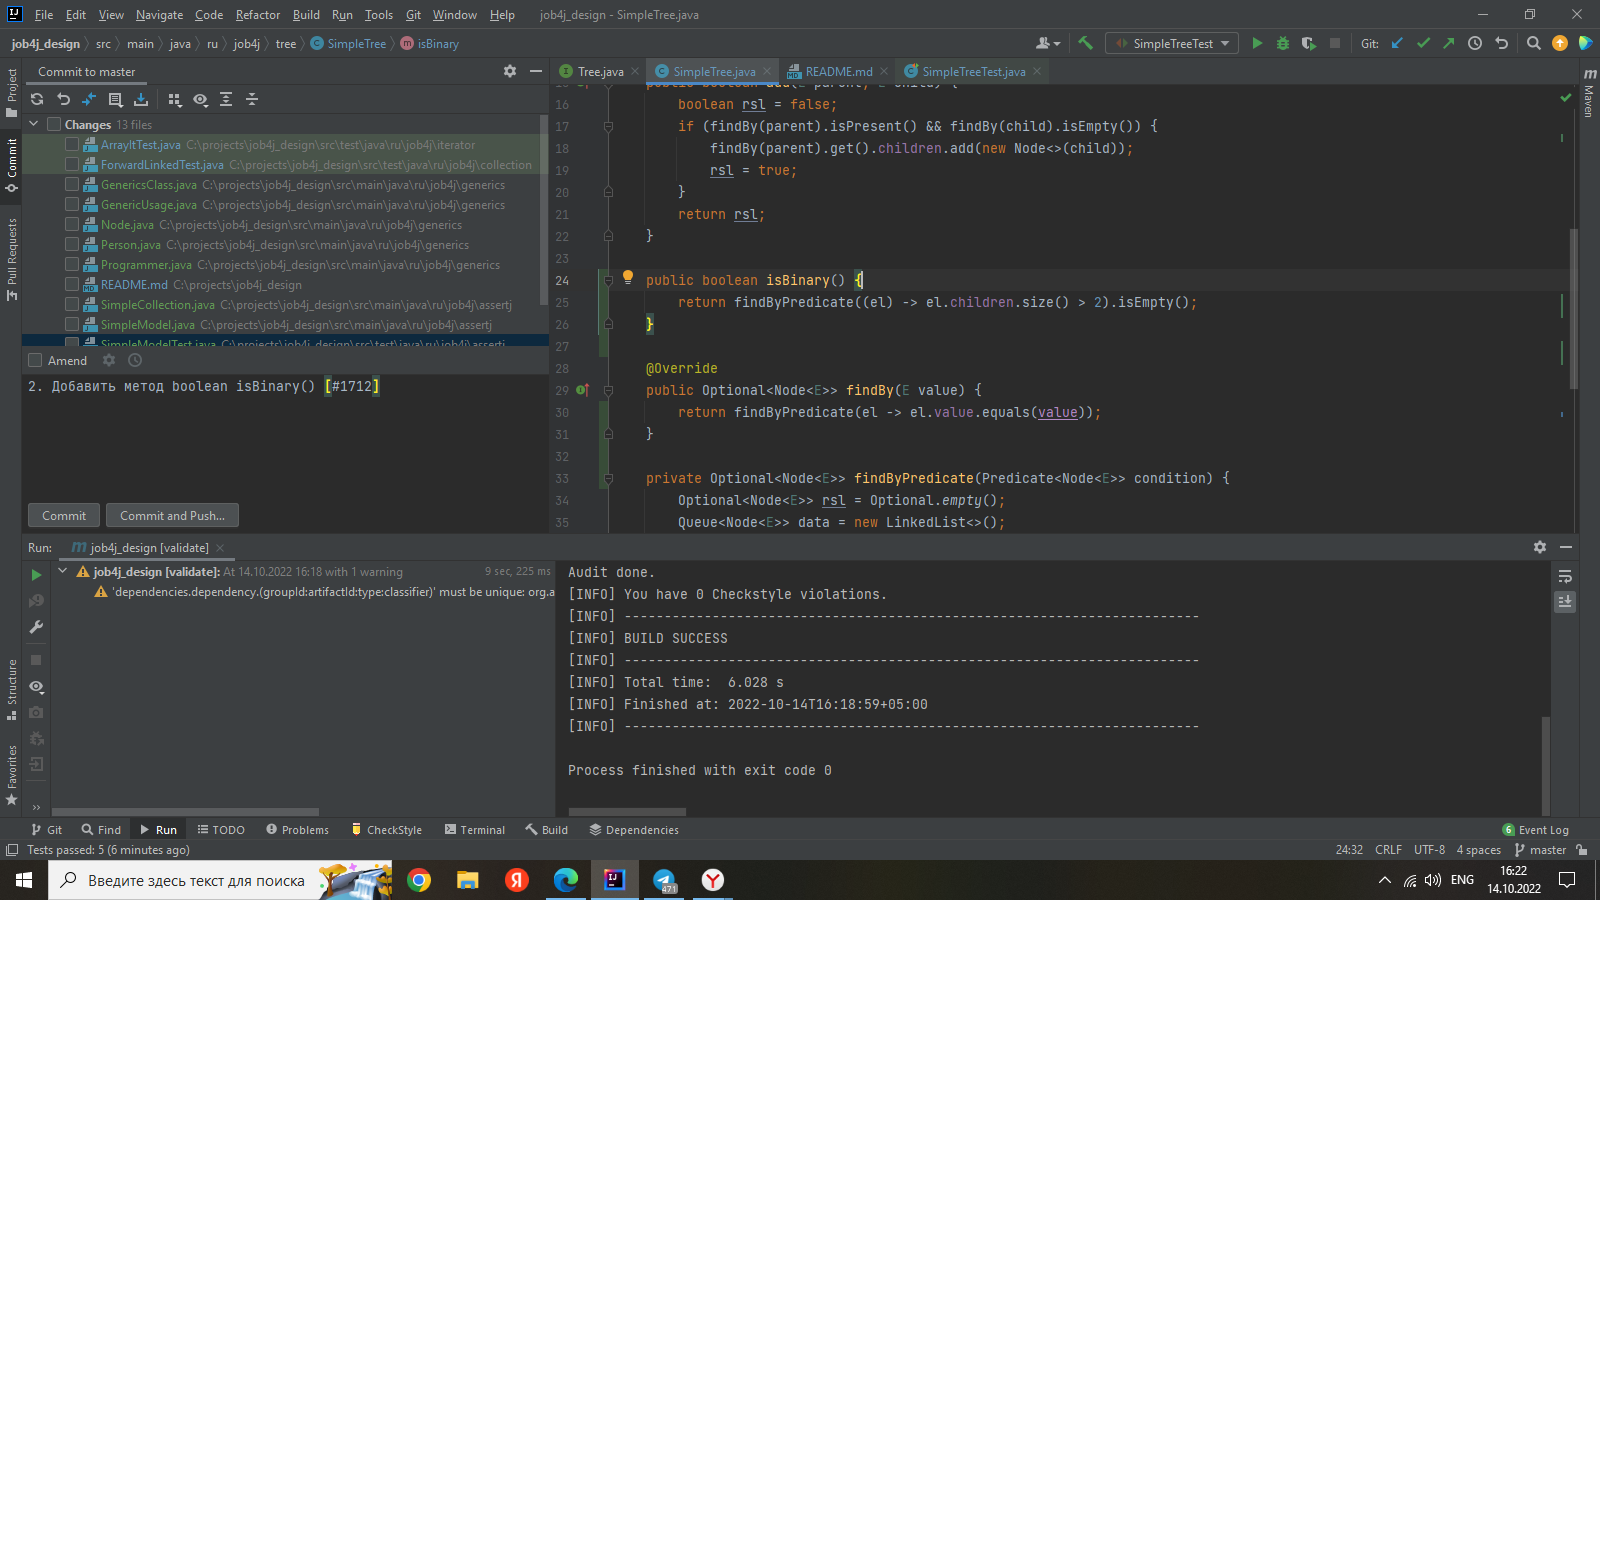 File Edit View Navigate Code Refactor Build Run Tools Git Window Help job4j_design - SimpleTree.java
job4j_design src main java ru job4j tree SimpleTree isBinary SimpleTreeTest Git:
Project
Commit
Pull Requests
Structure
Favorites
Maven
Commit to master
Changes 13 files
ArrayItTest.java C:\projects\job4j_design\src\test\java\ru\job4j\iterator
ForwardLinkedTest.java C:\projects\job4j_design\src\test\java\ru\job4j\collection
GenericsClass.java C:\projects\job4j_design\src\main\java\ru\job4j\generics
GenericUsage.java C:\projects\job4j_design\src\main\java\ru\job4j\generics
Node.java C:\projects\job4j_design\src\main\java\ru\job4j\generics
Person.java C:\projects\job4j_design\src\main\java\ru\job4j\generics
Programmer.java C:\projects\job4j_design\src\main\java\ru\job4j\generics
README.md C:\projects\job4j_design
SimpleCollection.java C:\projects\job4j_design\src\main\java\ru\job4j\assertj
SimpleModel.java C:\projects\job4j_design\src\main\java\ru\job4j\assertj
SimpleModelTest.java C:\projects\job4j_design\src\test\java\ru\job4j\assertj
Amend
2. Добавить метод boolean isBinary() [#1712]
Commit Commit and Push...
Tree.java SimpleTree.java README.md SimpleTreeTest.java
16 boolean rsl = false;
17 if (findBy(parent).isPresent() && findBy(child).isEmpty()) {
18 findBy(parent).get().children.add(new Node<>(child));
19 rsl = true;
20 }
21 return rsl;
22 }
23
24 public boolean isBinary() {
25 return findByPredicate((el) -> el.children.size() > 2).isEmpty();
26 }
27
28 @Override
29 public Optional<Node<E>> findBy(E value) {
30 return findByPredicate(el -> el.value.equals(value));
31 }
32
33 private Optional<Node<E>> findByPredicate(Predicate<Node<E>> condition) {
34 Optional<Node<E>> rsl = Optional.empty();
35 Queue<Node<E>> data = new LinkedList<>();
Run: job4j_design [validate]
job4j_design [validate]: At 14.10.2022 16:18 with 1 warning 9 sec, 225 ms
'dependencies.dependency.(groupId:artifactId:type:classifier)' must be unique: org.a
Audit done.
[INFO] You have 0 Checkstyle violations.
[INFO] ------------------------------------------------------------------------
[INFO] BUILD SUCCESS
[INFO] ------------------------------------------------------------------------
[INFO] Total time:  6.028 s
[INFO] Finished at: 2022-10-14T16:18:59+05:00
[INFO] ------------------------------------------------------------------------
Process finished with exit code 0
Git Find Run TODO Problems CheckStyle Terminal Build Dependencies 6 Event Log
Tests passed: 5 (6 minutes ago) 24:32 CRLF UTF-8 4 spaces master
Введите здесь текст для поиска 471 ENG 16:22
14.10.2022